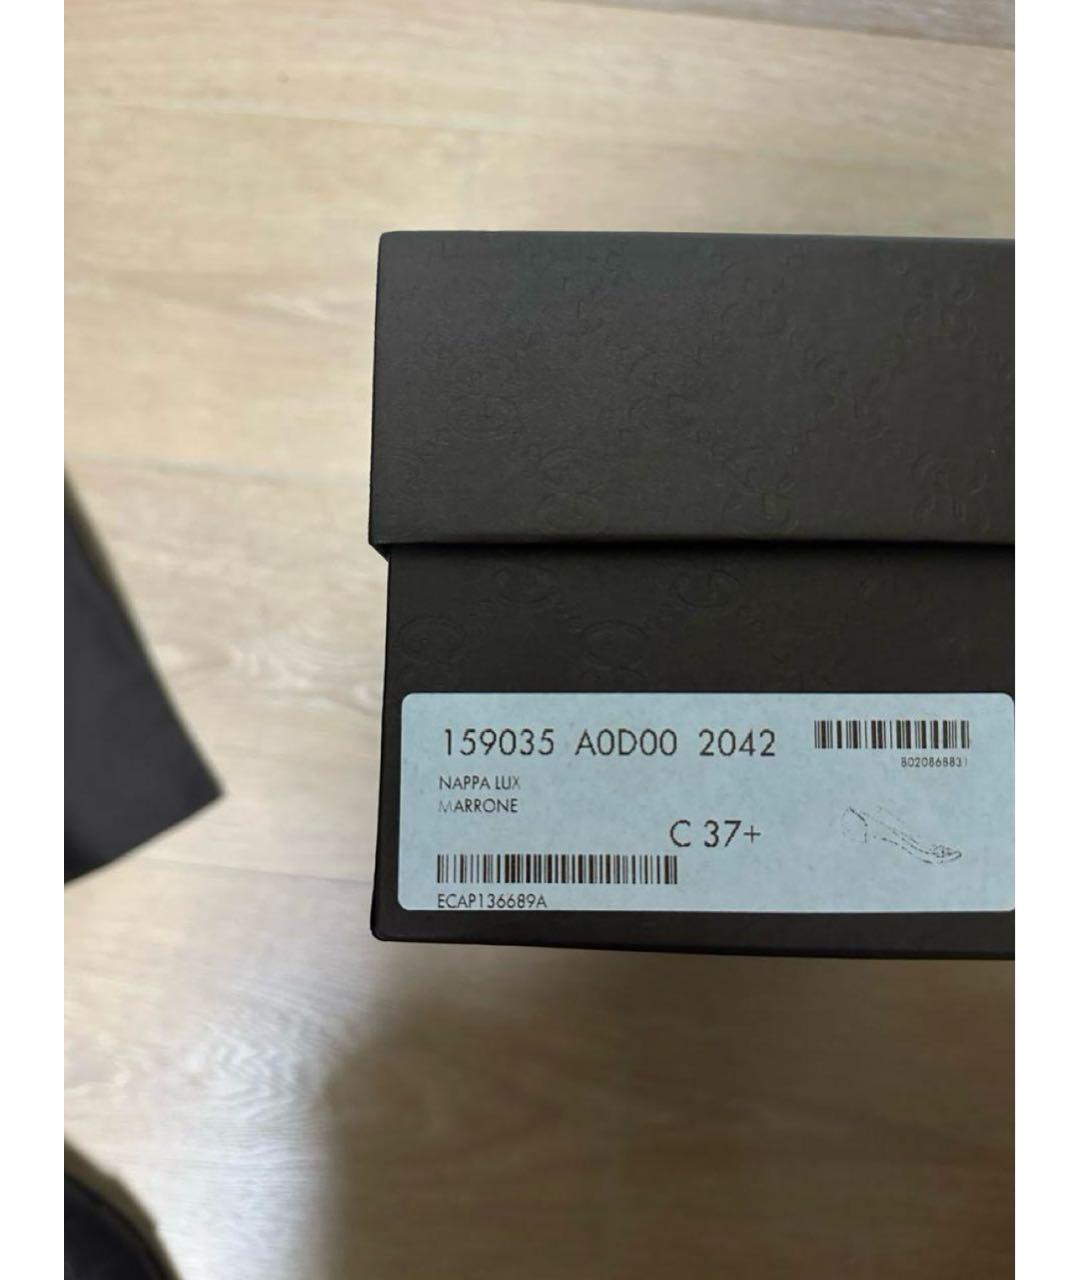 159035 A0D00 2042
8020868831
NAPPA LUX
MARRONE
C 37+
ECAP136689A